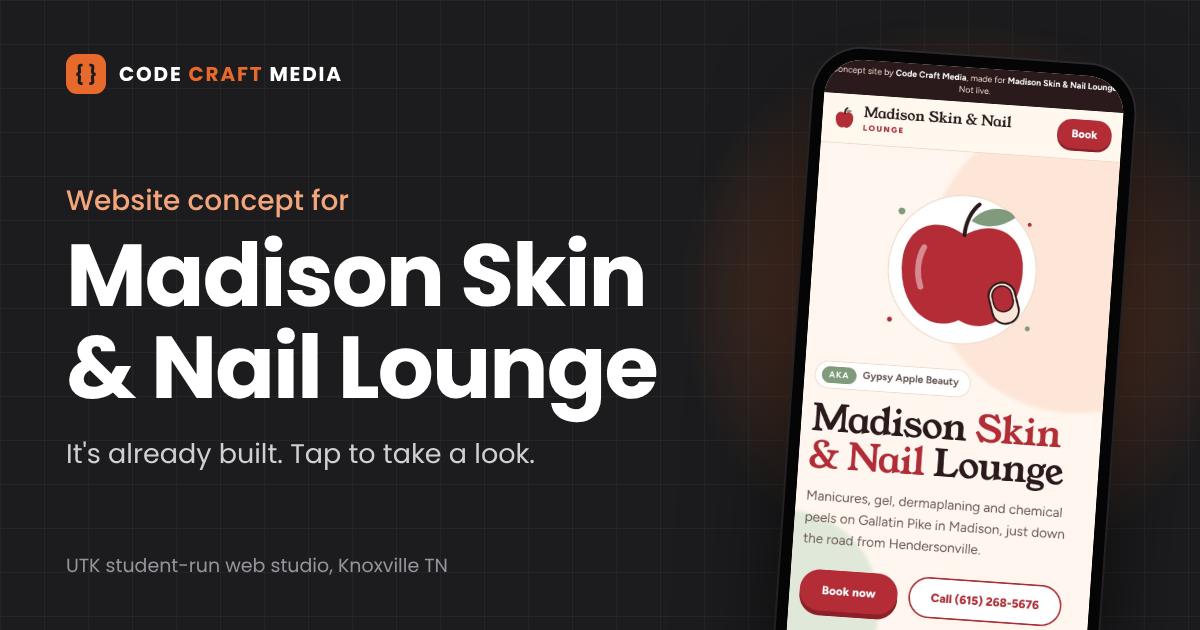 { } CODE CRAFT MEDIA
Website concept for
Madison Skin
& Nail Lounge
It's already built. Tap to take a look.
UTK student-run web studio, Knoxville TN
concept site by Code Craft Media, made for Madison Skin & Nail Lounge
Not live.
Madison Skin & Nail
LOUNGE
Book
AKA Gypsy Apple Beauty
Madison Skin
& Nail Lounge
Manicures, gel, dermaplaning and chemical
peels on Gallatin Pike in Madison, just down
the road from Hendersonville.
Book now
Call (615) 268-5676